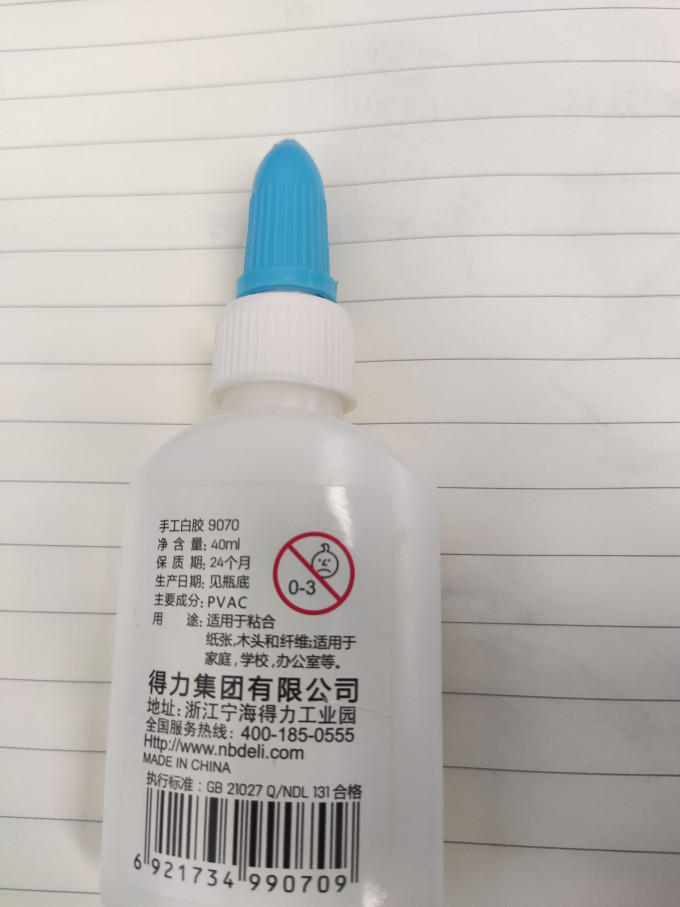 手工白胶 9070
净 含 量: 40ml
保 质 期: 24个月
生产日期: 见瓶底
主要成分: PVAC
用 途: 适用于粘合
纸张,木头和纤维;适用于
家庭,学校,办公室等。
0-3
得力集团有限公司
地址: 浙江宁海得力工业园
全国服务热线: 400-185-0555
Http://www.nbdeli.com
MADE IN CHINA
执行标准: GB 21027 Q/NDL 131 合格
6 921734 990709